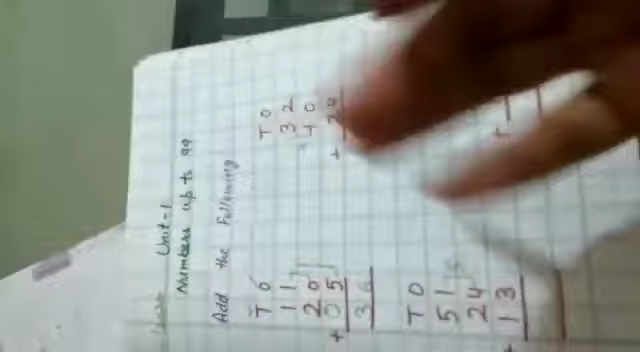 Unit-1
Numbers up to 99
Add the Following
T O
1 1
2 0
+ 0 5
3 6
T O
3 2
4 0
+
T O
5 1
2 4
+ 1 3